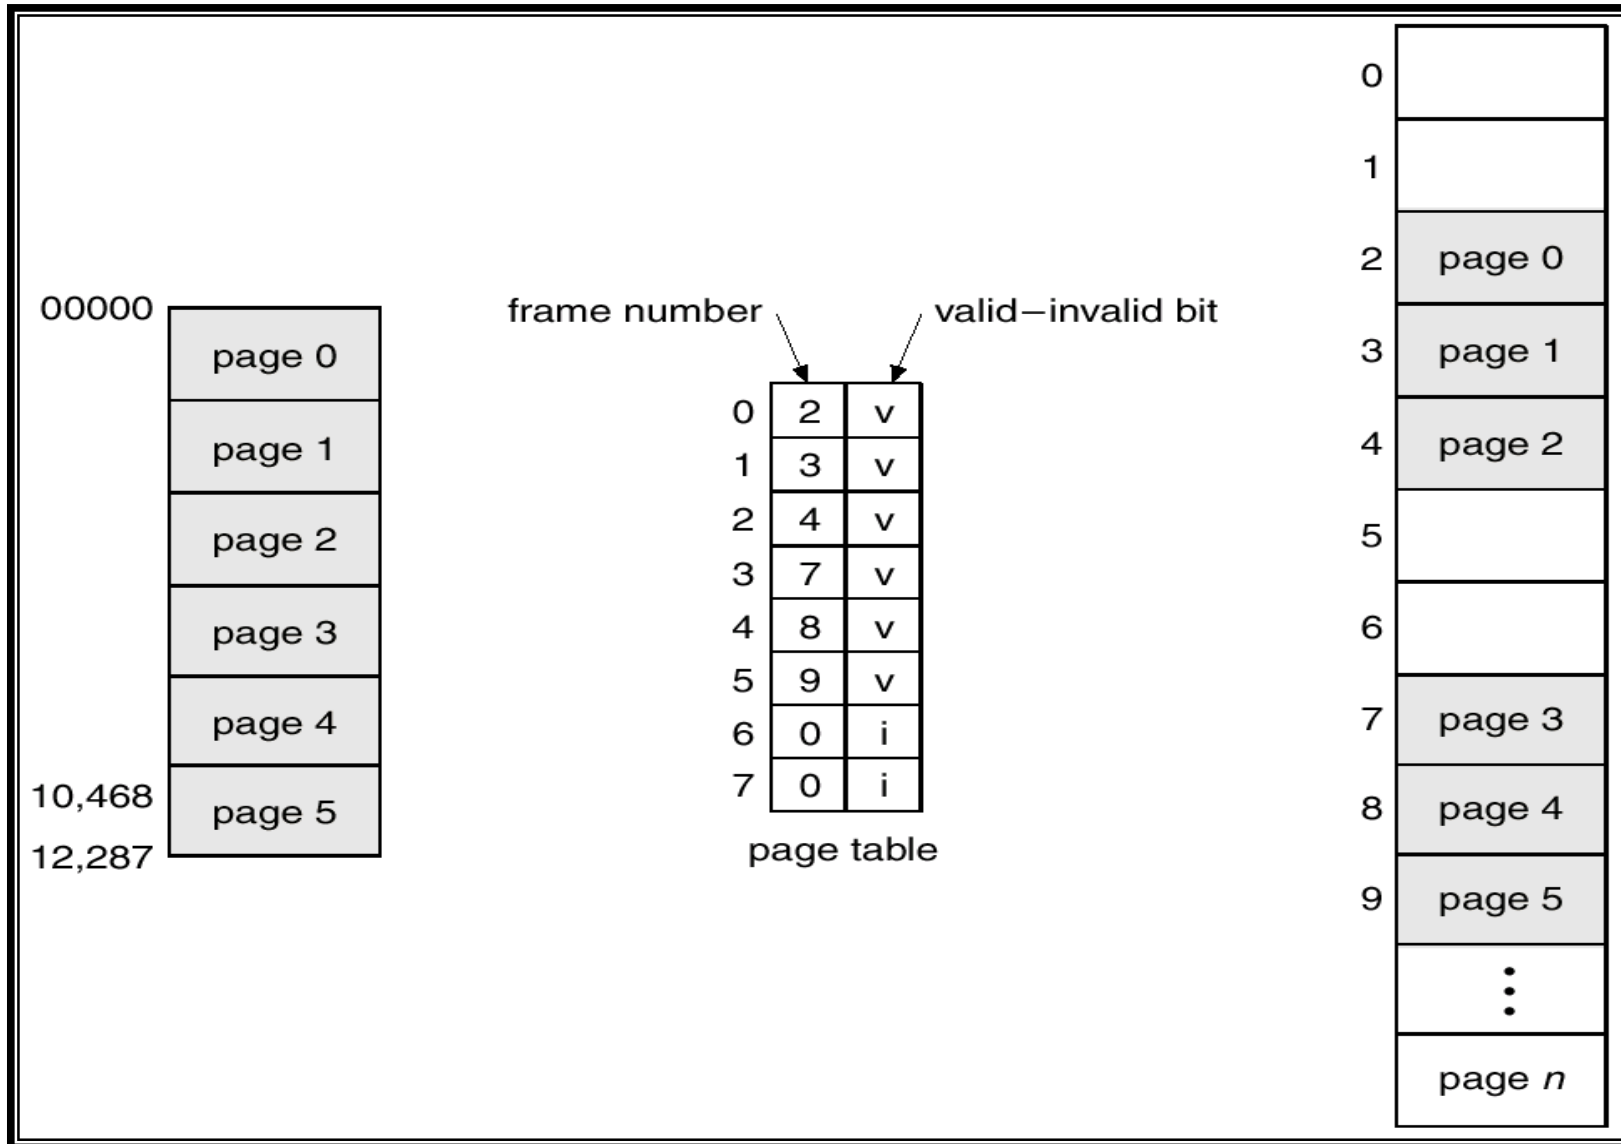 00000
page 0
page 1
page 2
page 3
page 4
10,468
page 5
12,287
frame number
valid–invalid bit
0 2 v
1 3 v
2 4 v
3 7 v
4 8 v
5 9 v
6 0 i
7 0 i
page table
0
1
2 page 0
3 page 1
4 page 2
5
6
7 page 3
8 page 4
9 page 5
page n